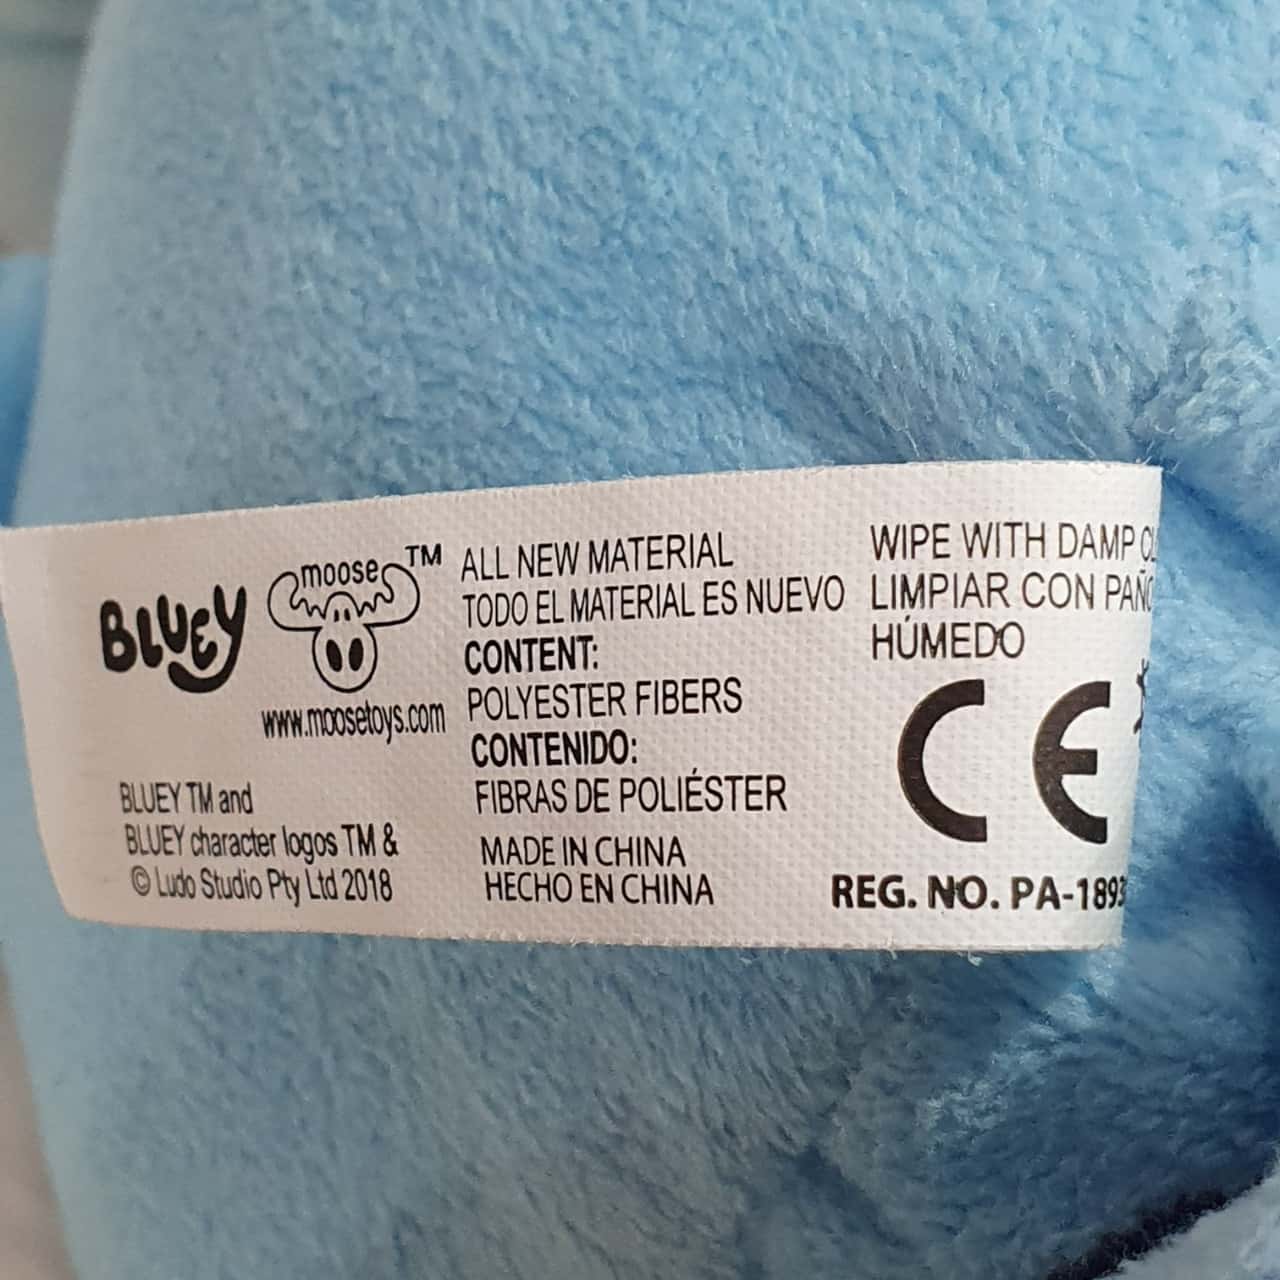 BLUEY
moose TM
www.moosetoys.com
BLUEY TM and
BLUEY character logos TM &
© Ludo Studio Pty Ltd 2018
ALL NEW MATERIAL
TODO EL MATERIAL ES NUEVO
CONTENT:
POLYESTER FIBERS
CONTENIDO:
FIBRAS DE POLIÉSTER
MADE IN CHINA
HECHO EN CHINA
WIPE WITH DAMP
LIMPIAR CON
HÚMEDO
CE
REG. NO.